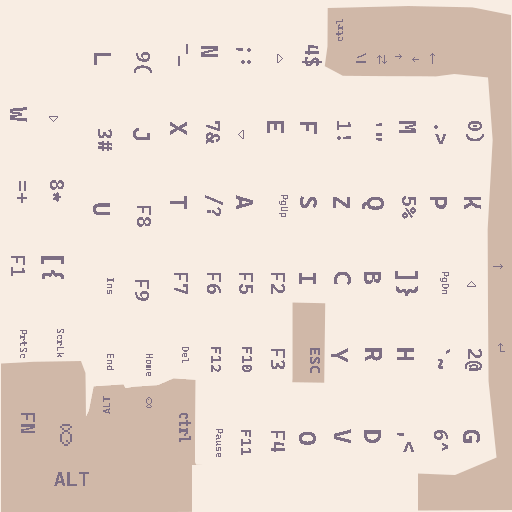 L 9( -_ N ;: 4$ ctrl \|
W 3# J X 7& E F 1! '" M .> 0)
=+ 8* U F8 T /? A PgUp S Z Q 5% P K
F1 [{ Ins F9 F7 F6 F5 F2 I C B ]} PgDn
PrtSc ScrLk End Home Del F12 F10 F3 ESC Y R H `~ 2@
FN ALT ctrl Pause F11 F4 O V D ,< 6^ G
ALT